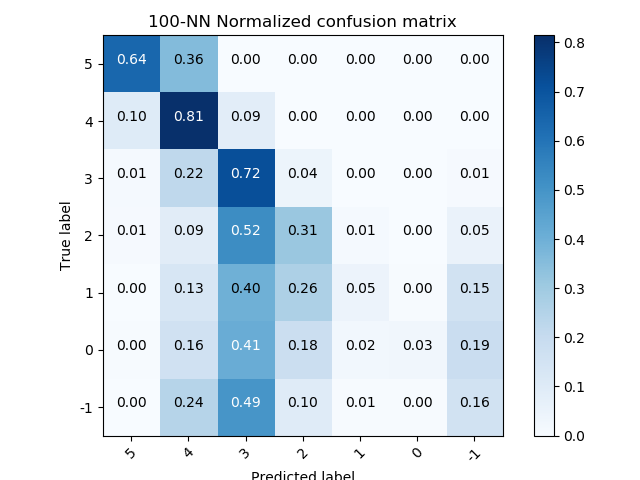 100-NN Normalized confusion matrix
5 0.64 0.36 0.00 0.00 0.00 0.00 0.00
4 0.10 0.81 0.09 0.00 0.00 0.00 0.00
3 0.01 0.22 0.72 0.04 0.00 0.00 0.01
2 0.01 0.09 0.52 0.31 0.01 0.00 0.05
1 0.00 0.13 0.40 0.26 0.05 0.00 0.15
0 0.00 0.16 0.41 0.18 0.02 0.03 0.19
-1 0.00 0.24 0.49 0.10 0.01 0.00 0.16
5 4 3 2 1 0 -1
True label
Predicted label
0.8
0.7
0.6
0.5
0.4
0.3
0.2
0.1
0.0